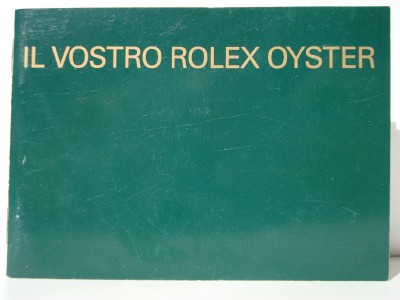 IL VOSTRO ROLEX OYSTER